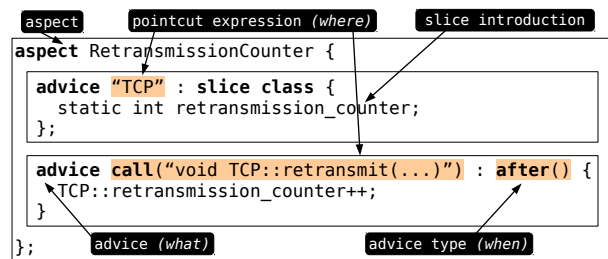 aspect pointcut expression (where) slice introduction
aspect RetransmissionCounter {
advice “TCP” : slice class {
static int retransmission_counter;
};
advice call(“void TCP::retransmit(...)”) : after() {
TCP::retransmission_counter++;
}
advice (what) advice type (when)
};